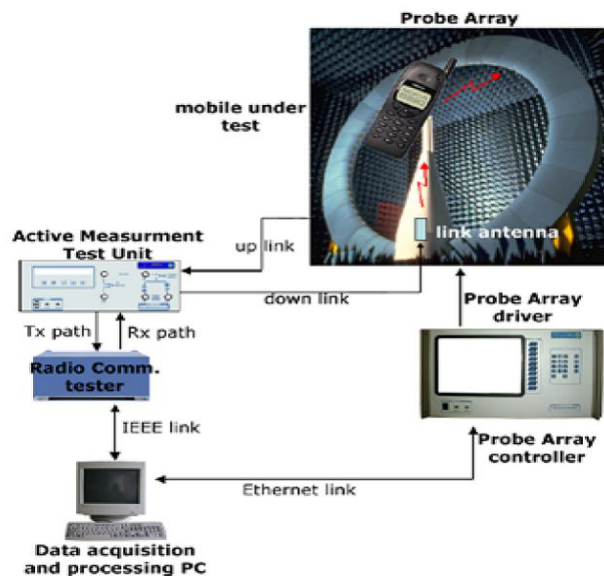 Probe Array
mobile under
test
link antenna
Active Measurment
Test Unit
up link
down link
Tx path
Rx path
Probe Array
driver
Radio Comm.
tester
IEEE link
Probe Array
controller
Ethernet link
Data acquisition
and processing PC